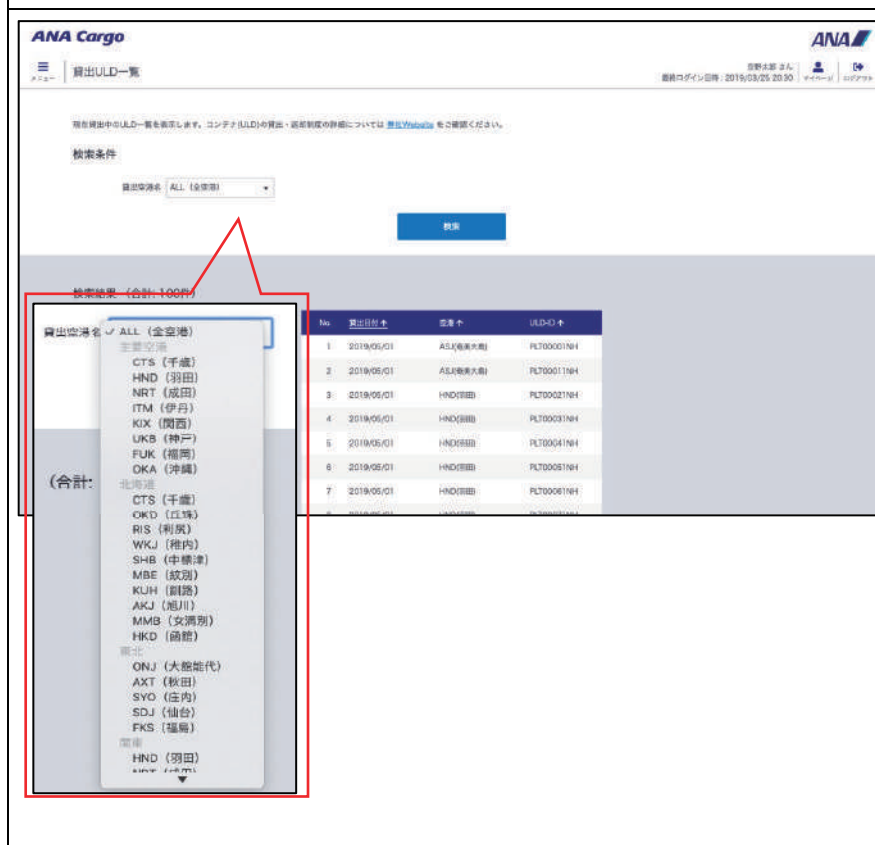 ANA Cargo
ANA
メニュー
貸出ULD一覧
空野太郎 さん
最終ログイン日時 : 2019/03/25 20:30
マイページ
ログアウト
現在貸出中のULD一覧を表示します。コンテナ(ULD)の貸出・返却制度の詳細については 弊社Website をご確認ください。
検索条件
貸出空港名 ALL（全空港）
検索
検索結果 （合計: 100件）
No. 貸出日付 空港 ULD-ID
1 2019/05/01 ASJ(奄美大島) PLT00001NH
2 2019/05/01 ASJ(奄美大島) PLT00011NH
3 2019/05/01 HND(羽田) PLT00021NH
4 2019/05/01 HND(羽田) PLT00031NH
5 2019/05/01 HND(羽田) PLT00041NH
6 2019/05/01 HND(羽田) PLT00051NH
7 2019/05/01 HND(羽田) PLT00061NH
貸出空港名
ALL（全空港）
主要空港
CTS（千歳）
HND（羽田）
NRT（成田）
ITM（伊丹）
KIX（関西）
UKB（神戸）
FUK（福岡）
OKA（沖縄）
北海道
CTS（千歳）
OKD（丘珠）
RIS（利尻）
WKJ（稚内）
SHB（中標津）
MBE（紋別）
KUH（釧路）
AKJ（旭川）
MMB（女満別）
HKD（函館）
東北
ONJ（大館能代）
AXT（秋田）
SYO（庄内）
SDJ（仙台）
FKS（福島）
関東
HND（羽田）
（合計: